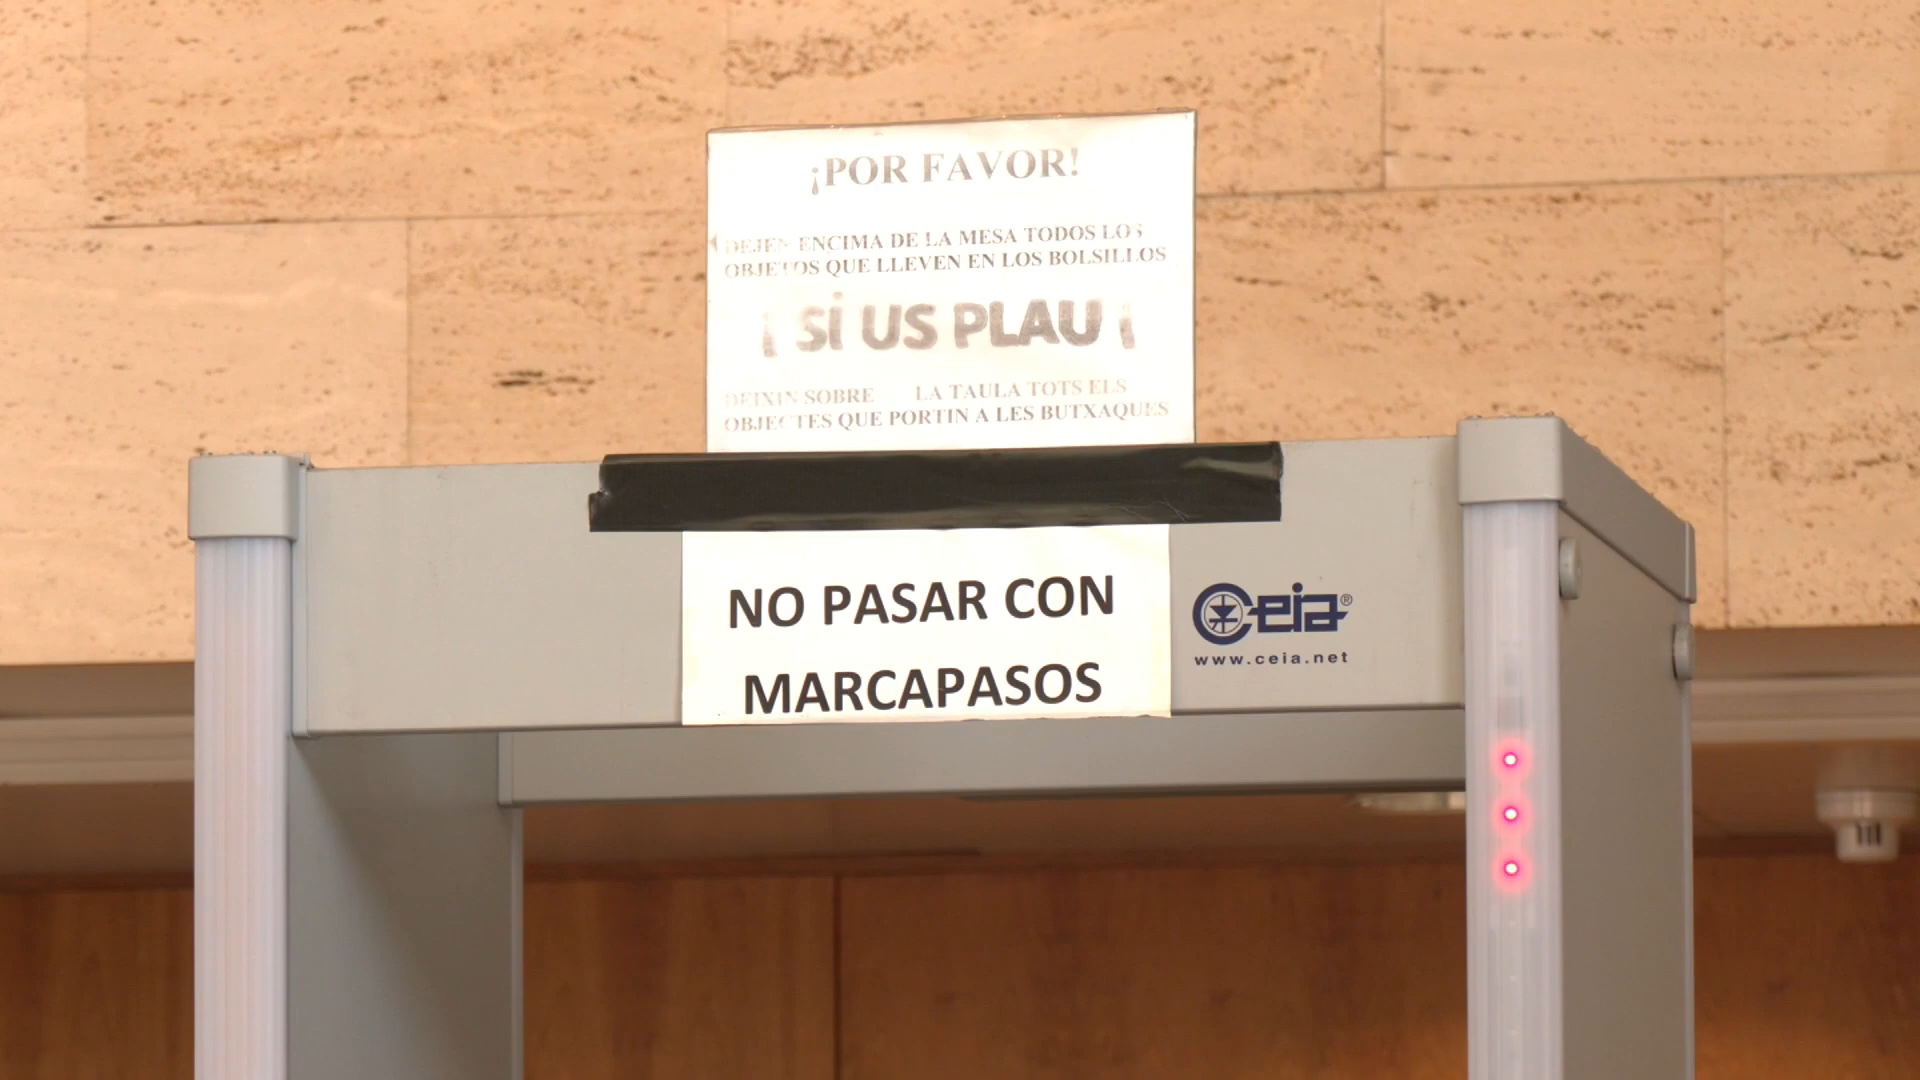 ¡POR FAVOR!
DEJEN ENCIMA DE LA MESA TODOS LOS
OBJETOS QUE LLEVEN EN LOS BOLSILLOS
¡ SI US PLAU ¡
DEIXIN SOBRE LA TAULA TOTS ELS
OBJECTES QUE PORTIN A LES BUTXAQUES
NO PASAR CON
MARCAPASOS
Ceia®
www.ceia.net